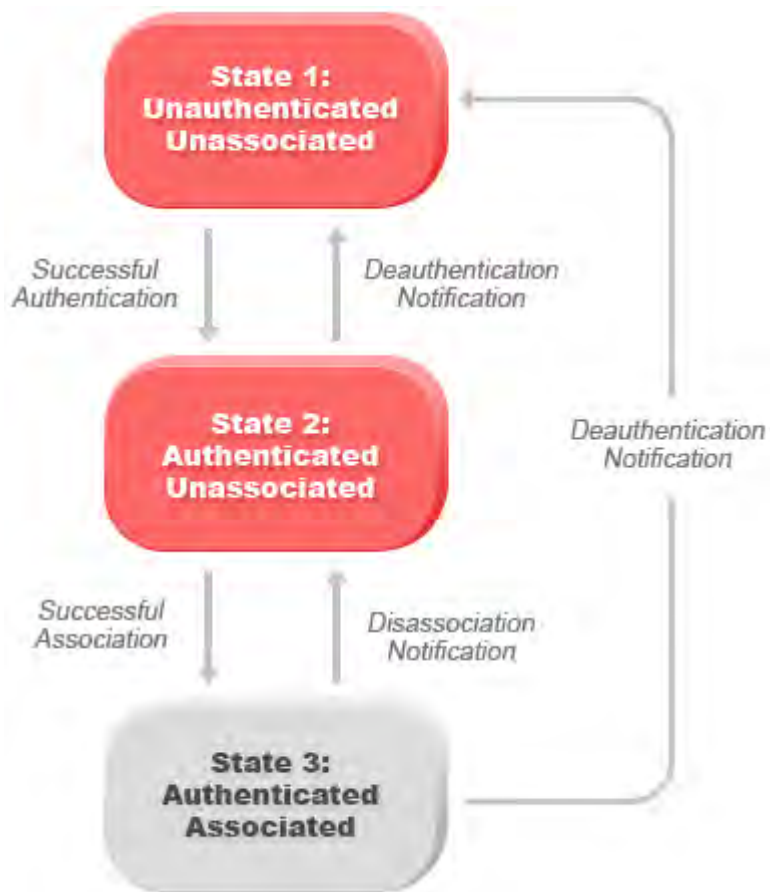 State 1:
Unauthenticated
Unassociated
Successful
Authentication
Deauthentication
Notification
State 2:
Authenticated
Unassociated
Deauthentication
Notification
Successful
Association
Disassociation
Notification
State 3:
Authenticated
Associated